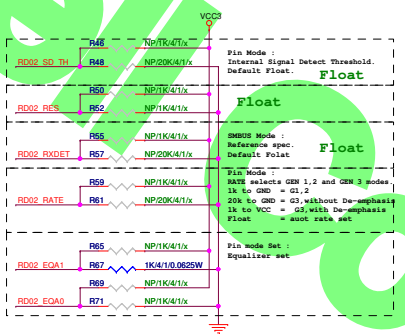 VCC3
R46 NP/1K/4/1/x
RD02_SD_TH R48 NP/20K/4/1/x
Pin Mode :
Internal Signal Detect Threshold.
Default Float.
Float
R50 NP/1K/4/1/x
RD02_RES R52 NP/1K/4/1/x
Float
R55 NP/1K/4/1/x
RD02_RXDET R57 NP/20K/4/1/x
SMBUS Mode :
Reference spec.
Default Folat
Float
R59 NP/1K/4/1/x
RD02_RATE R61 NP/20K/4/1/x
Pin Mode :
RATE selects GEN 1,2 and GEN 3 modes.
1k to GND = G1,2
20k to GND = G3,without De-emphasis
1k to VCC = G3,with De-emphasis
Float = auot rate set
R65 NP/1K/4/1/x
RD02_EQA1 R67 1K/4/1/0.0625W
R69 NP/1K/4/1/x
RD02_EQA0 R71 NP/1K/4/1/x
Pin mode Set :
Equalizer set